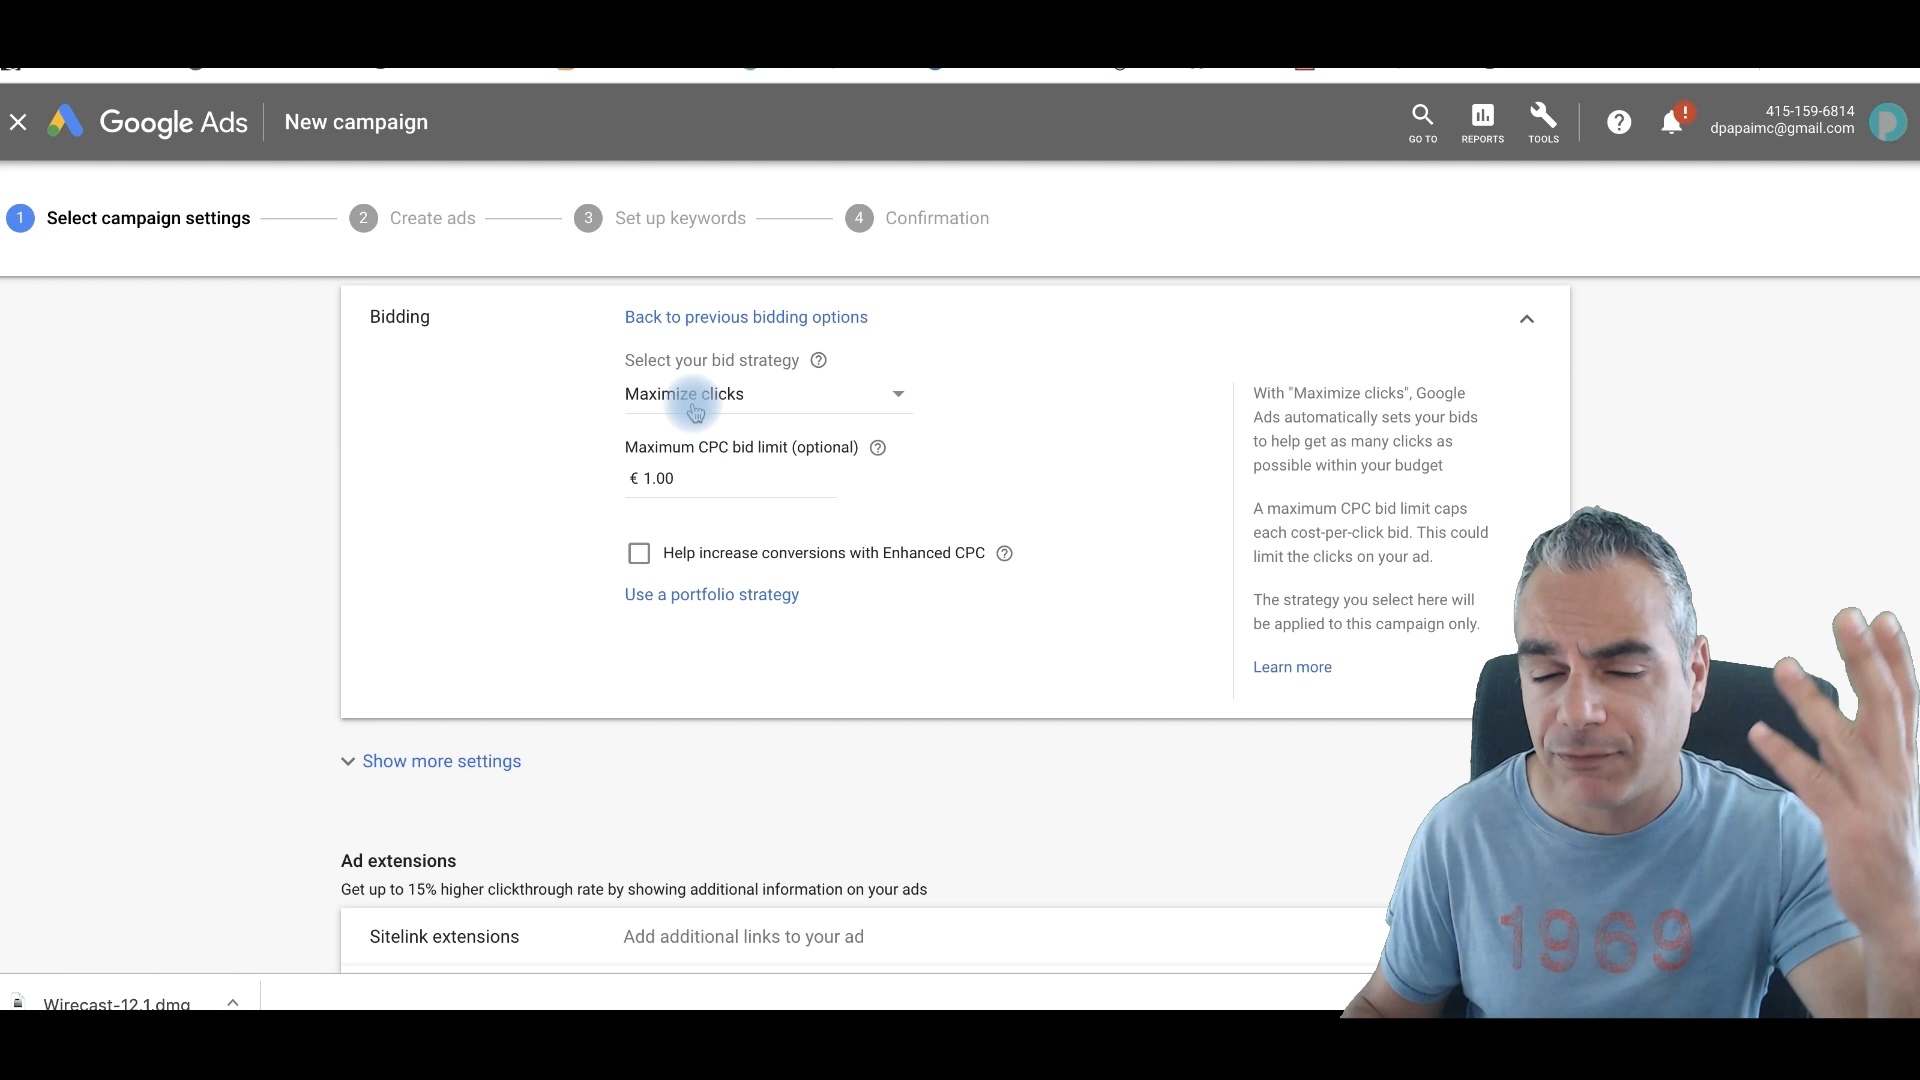 Google Ads
New campaign
GO TO
REPORTS
TOOLS
!
415-159-6814
dpapaimc@gmail.com
1 Select campaign settings
2 Create ads
3 Set up keywords
4 Confirmation
Bidding
Back to previous bidding options
Select your bid strategy
Maximize clicks
Maximum CPC bid limit (optional)
€ 1.00
Help increase conversions with Enhanced CPC
Use a portfolio strategy
With "Maximize clicks", Google
Ads automatically sets your bids
to help get as many clicks as
possible within your budget
A maximum CPC bid limit caps
each cost-per-click bid. This could
limit the clicks on your ad.
The strategy you select here will
be applied to this campaign only.
Learn more
Show more settings
Ad extensions
Get up to 15% higher clickthrough rate by showing additional information on your ads
Sitelink extensions
Add additional links to your ad
Wirecast-12.1.dmg
1969